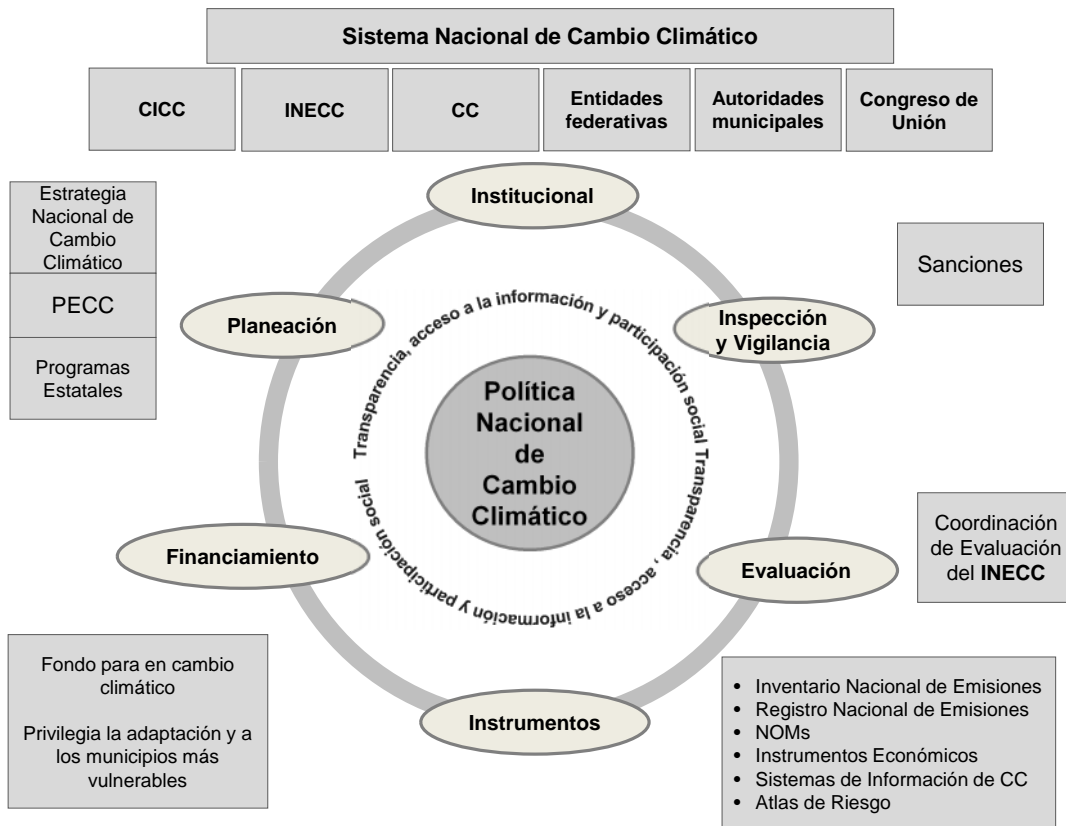 Sistema Nacional de Cambio Climático
CICC
INECC
CC
Entidades
federativas
Autoridades
municipales
Congreso de
Unión
Institucional
Estrategia
Nacional de
Cambio
Climático
PECC
Programas
Estatales
Planeación
Inspección
y Vigilancia
Sanciones
Transparencia, acceso a la información y participación social Transparencia , acceso a la información y participación social
Política
Nacional
de
Cambio
Climático
Financiamiento
Evaluación
Coordinación
de Evaluación
del INECC
Fondo para en cambio
climático
Privilegia la adaptación y a
los municipios más
vulnerables
Instrumentos
• Inventario Nacional de Emisiones
• Registro Nacional de Emisiones
• NOMs
• Instrumentos Económicos
• Sistemas de Información de CC
• Atlas de Riesgo